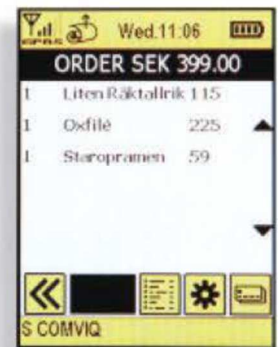 GPRS Wed.11:06
ORDER SEK 399.00
1 Liten Räktallrik 115
1 Oxfilé 225
1 Staropramen 59
S COMVIQ